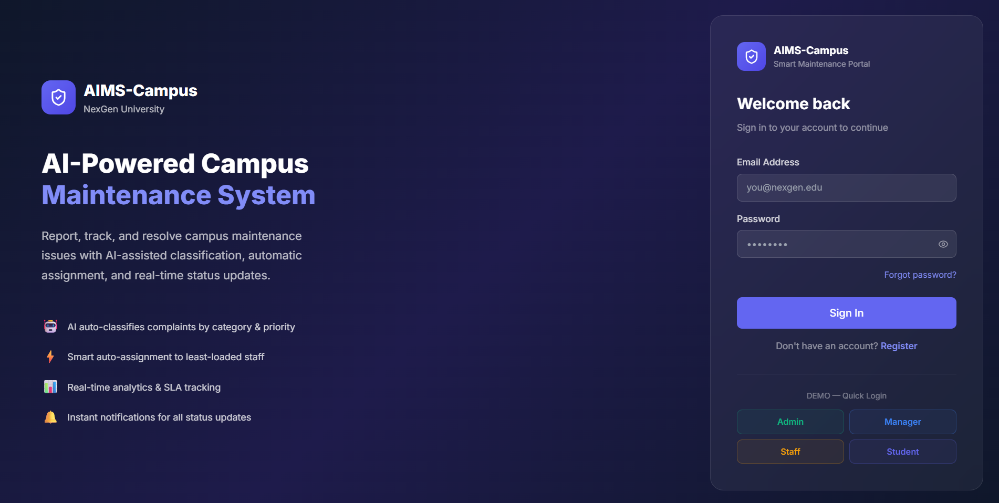 AIMS-Campus
NexGen University
AI-Powered Campus
Maintenance System
Report, track, and resolve campus maintenance
issues with AI-assisted classification, automatic
assignment, and real-time status updates.
AI auto-classifies complaints by category & priority
Smart auto-assignment to least-loaded staff
Real-time analytics & SLA tracking
Instant notifications for all status updates
AIMS-Campus
Smart Maintenance Portal
Welcome back
Sign in to your account to continue
Email Address
you@nexgen.edu
Password
••••••••
Forgot password?
Sign In
Don't have an account? Register
DEMO — Quick Login
Admin
Manager
Staff
Student